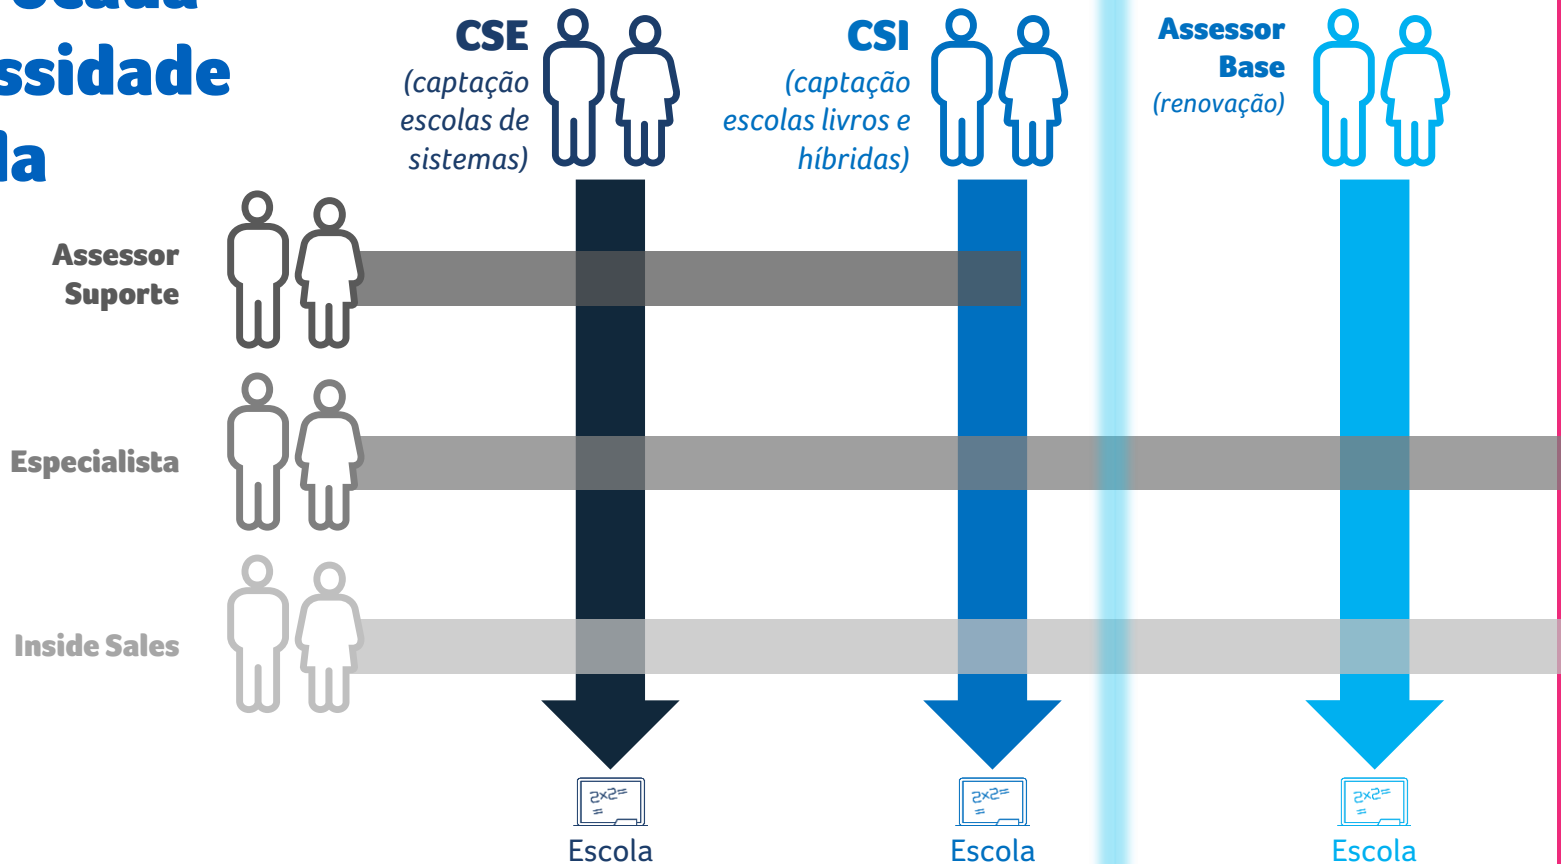 ssidade
la
CSE
(captação
escolas de
sistemas)
CSI
(captação
escolas livros e
híbridas)
Assessor
Base
(renovação)
Assessor
Suporte
Especialista
Inside Sales
2x2=
=
Escola
2x2=
=
Escola
2x2=
=
Escola